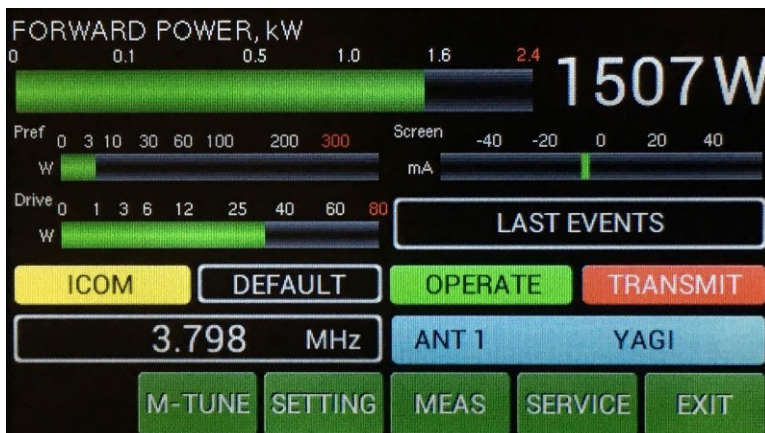 FORWARD POWER, kW
0 0.1 0.5 1.0 1.6 2.4
1507 W
Pref 0 3 10 30 60 100 200 300
W
Screen -40 -20 0 20 40
mA
Drive 0 1 3 6 12 25 40 60 80
W
LAST EVENTS
ICOM DEFAULT OPERATE TRANSMIT
3.798 MHz ANT 1 YAGI
M-TUNE SETTING MEAS SERVICE EXIT